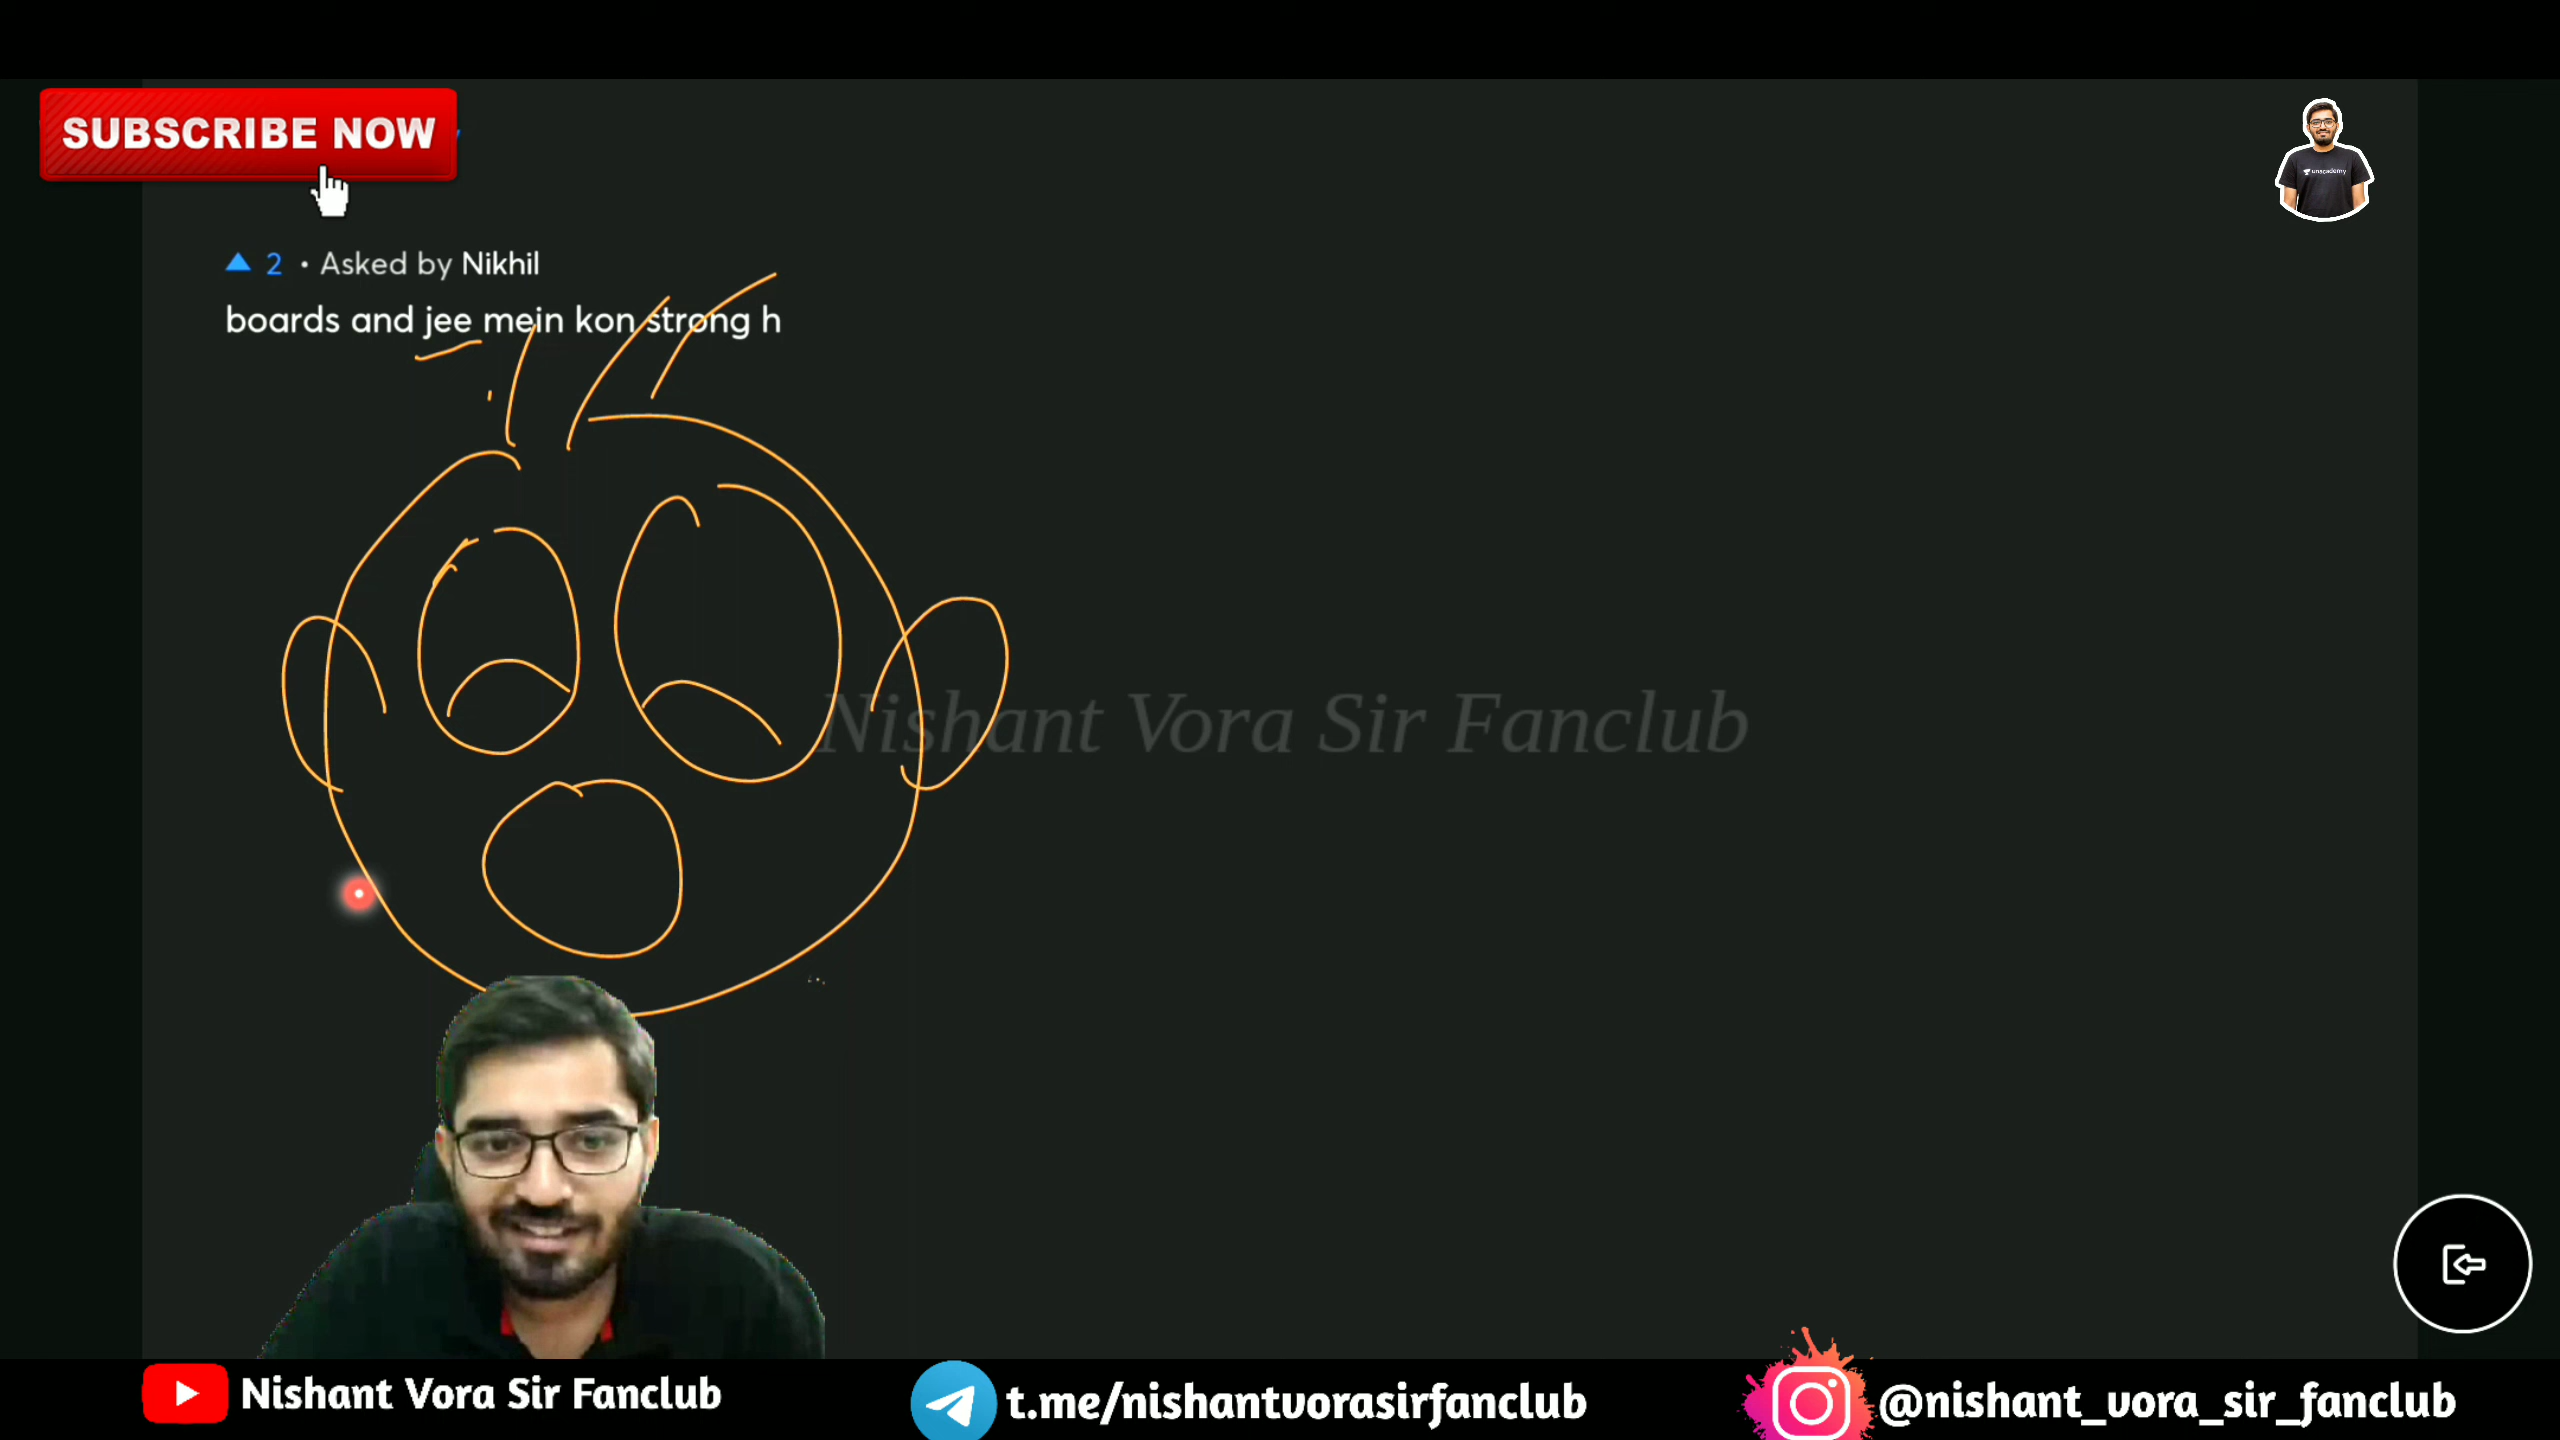 SUBSCRIBE NOW
unacademy
2 • Asked by Nikhil
boards and jee mein kon strong h
Nishant Vora Sir Fanclub
Nishant Vora Sir Fanclub
t.me/nishantvorasirfanclub
@nishant_vora_sir_fanclub